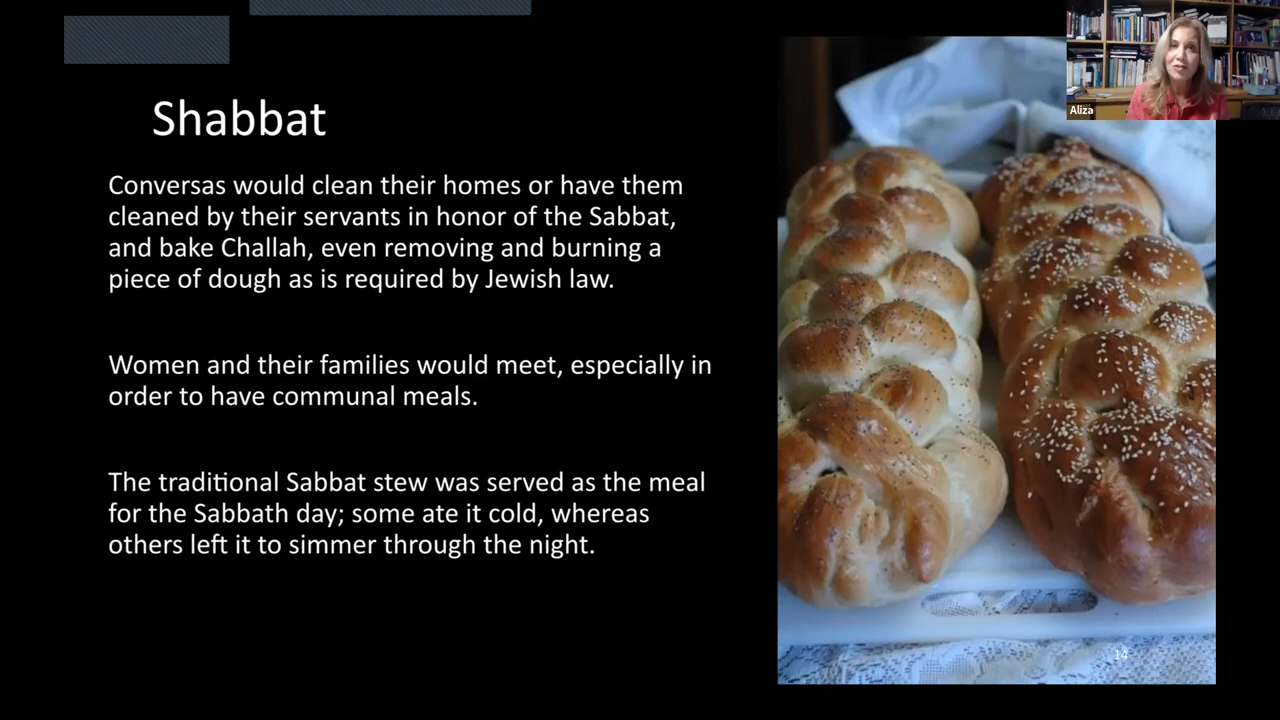 Aliza
Shabbat
Conversas would clean their homes or have them
cleaned by their servants in honor of the Sabbat,
and bake Challah, even removing and burning a
piece of dough as is required by Jewish law.
Women and their families would meet, especially in
order to have communal meals.
The traditional Sabbat stew was served as the meal
for the Sabbath day; some ate it cold, whereas
others left it to simmer through the night.
14